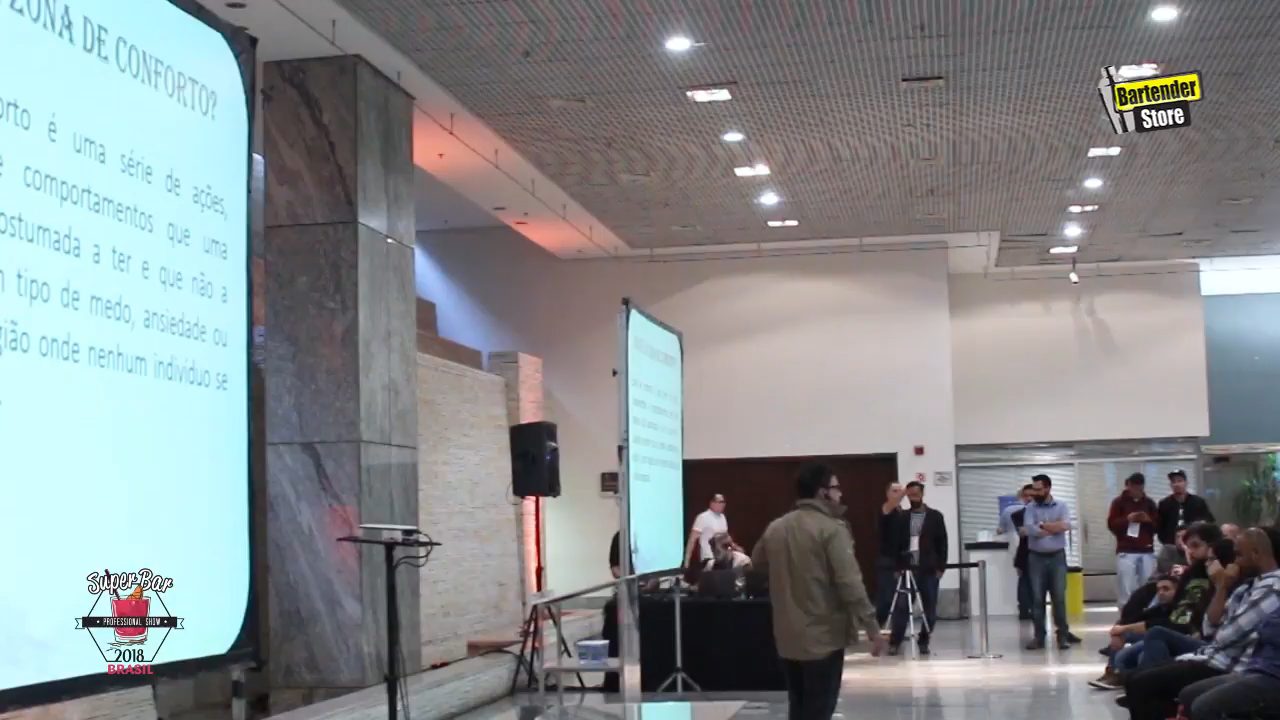 ZONA DE CONFORTO?
orto é uma série de ações,
e comportamentos que uma
ostumada a ter e que não a
tipo de medo, ansiedade ou
gião onde nenhum individuo se
Bartender
Store
SuperBar
PROFESSIONAL SHOW
2018
BRASIL